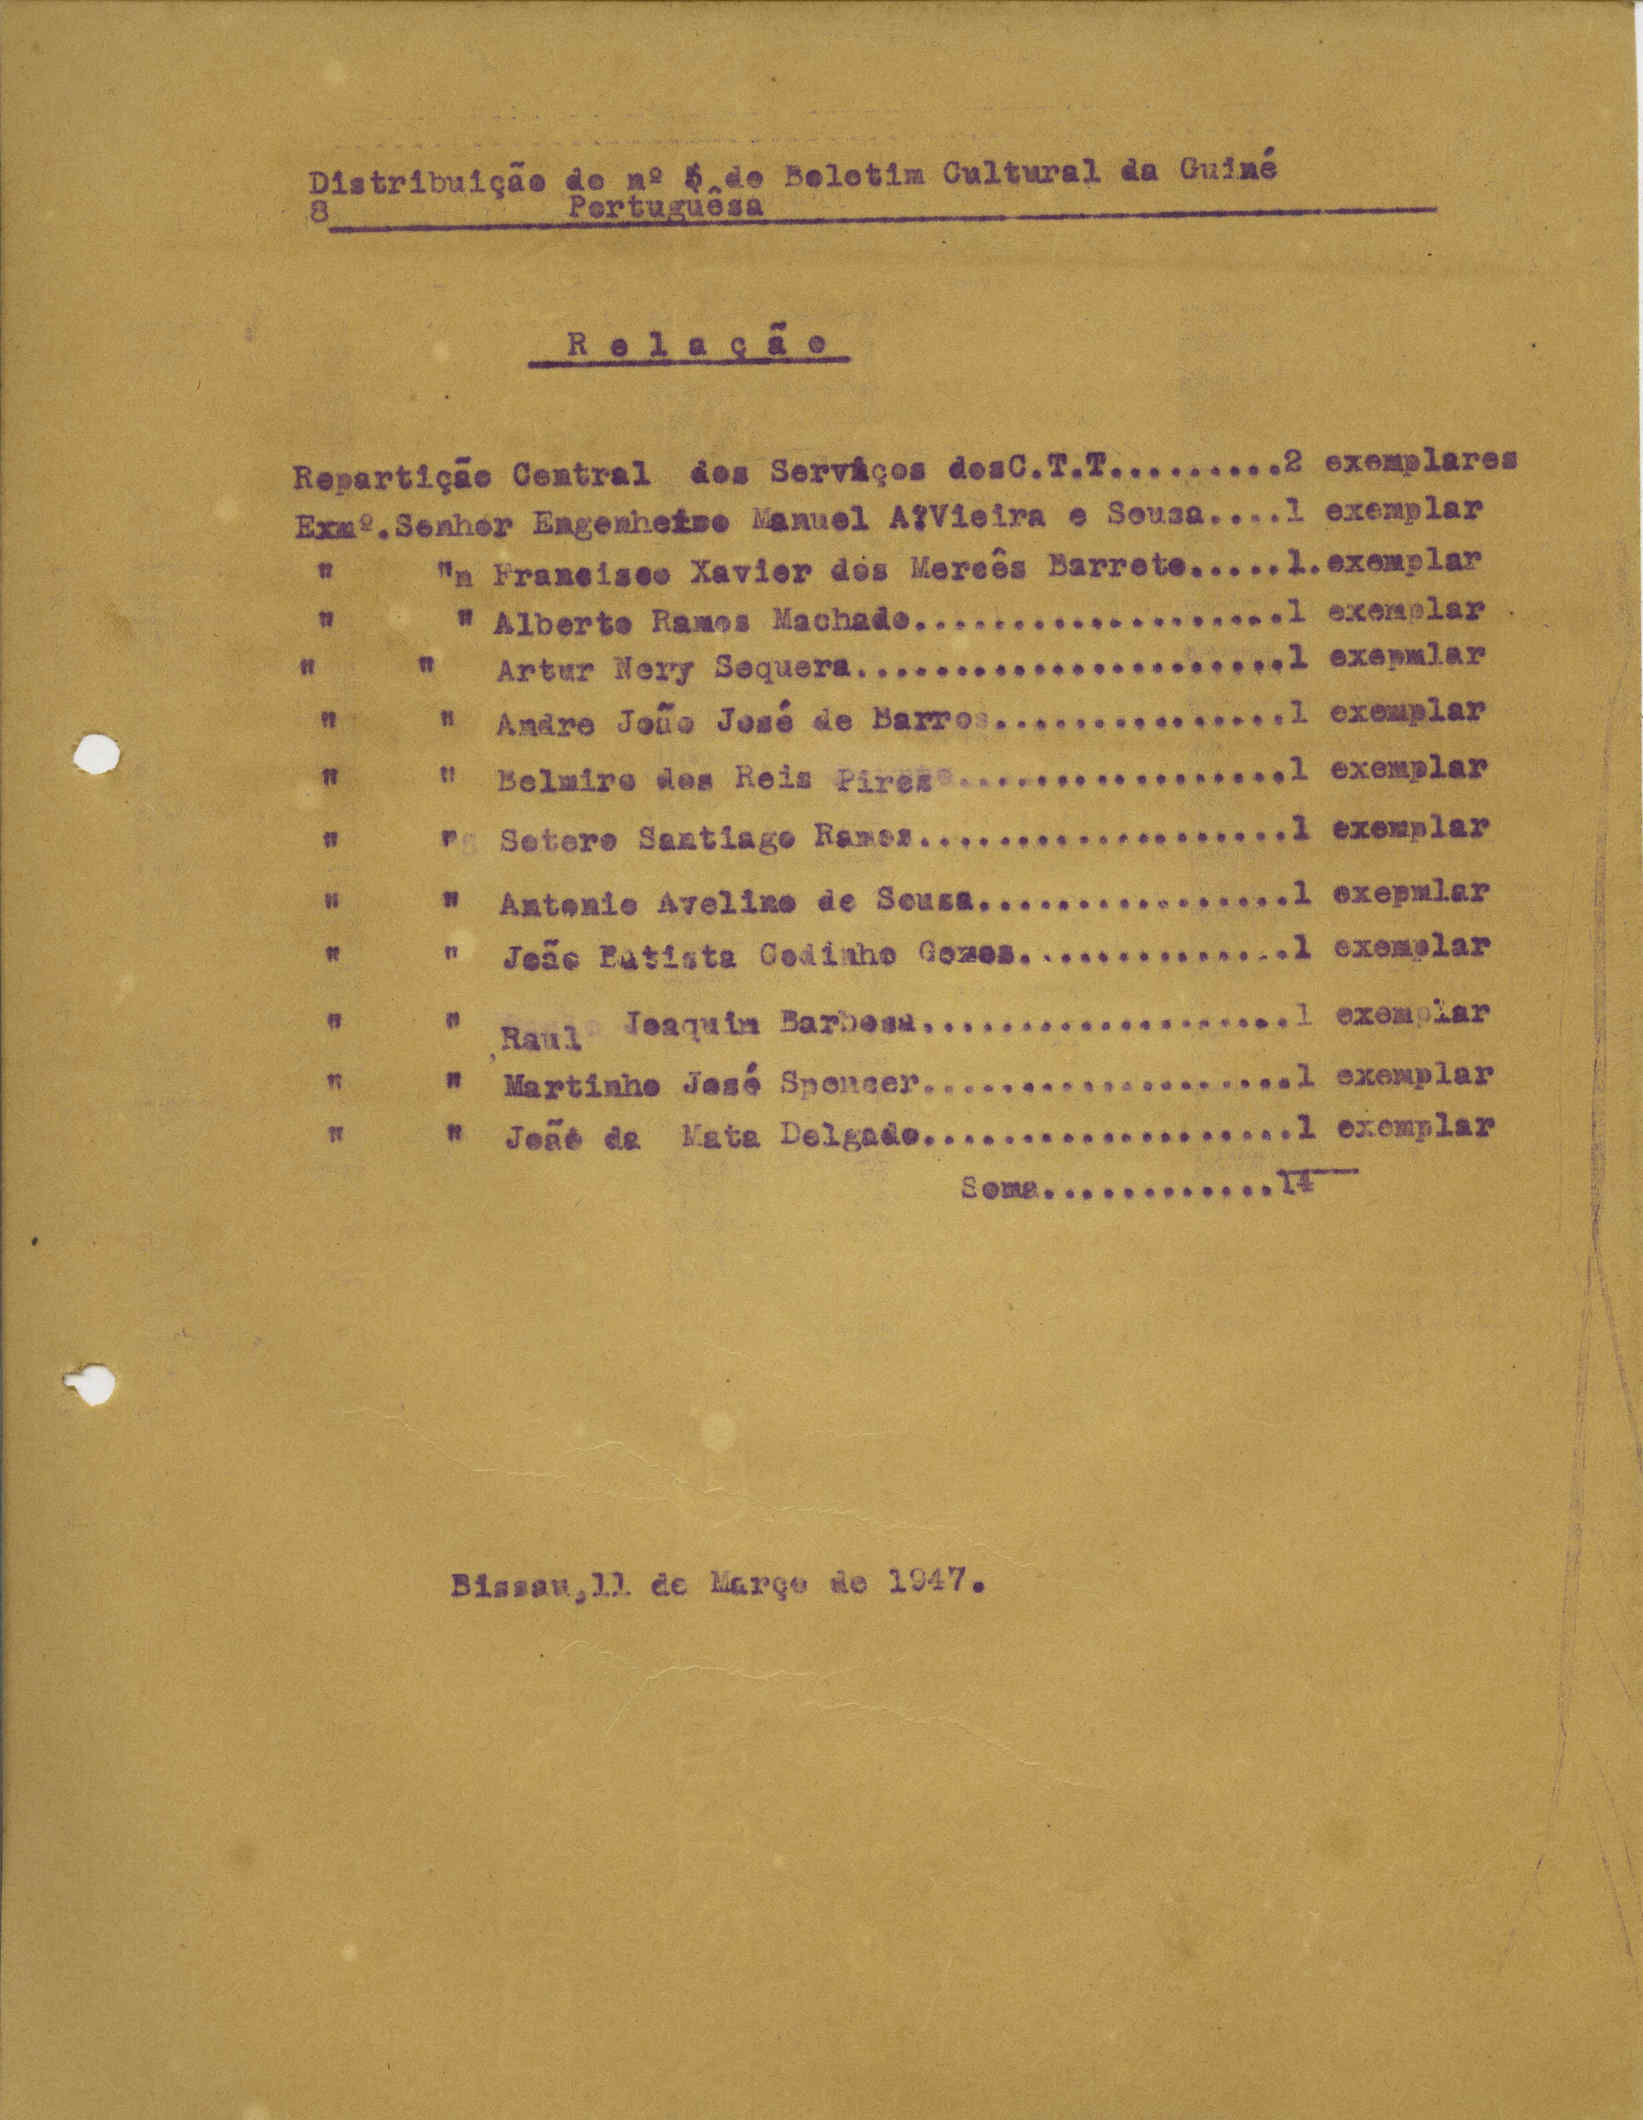 Distribuição do nº 5 do Boletim Cultural da Guiné
8 Portuguêsa
Relação
Repartição Central dos Serviços dosC.T.T.........2 exemplares
Exmº.Senhor Engenheiro Manuel A?Vieira e Sousa....1 exemplar
" "n Francisco Xavier dos Mercês Barreto.....1.exemplar
" " Alberto Ramos Machado...................1 exemplar
" " Artur Nery Sequera......................1 exepmlar
" " Andre João José de Barros...............1 exemplar
" " Belmiro dos Reis Pires.................1 exemplar
" " Sotero Santiago Ramos...................1 exemplar
" " Antonio Avelino de Sousa................1 exepmlar
" " João Batista Godinho Gomes..............1 exemplar
" " Raul Joaquim Barbosa...................1 exemplar
" " Martinho José Spencer...................1 exemplar
" " João da Mata Delgado...................1 exemplar
Soma............14
Bissau,11 de Março de 1947.